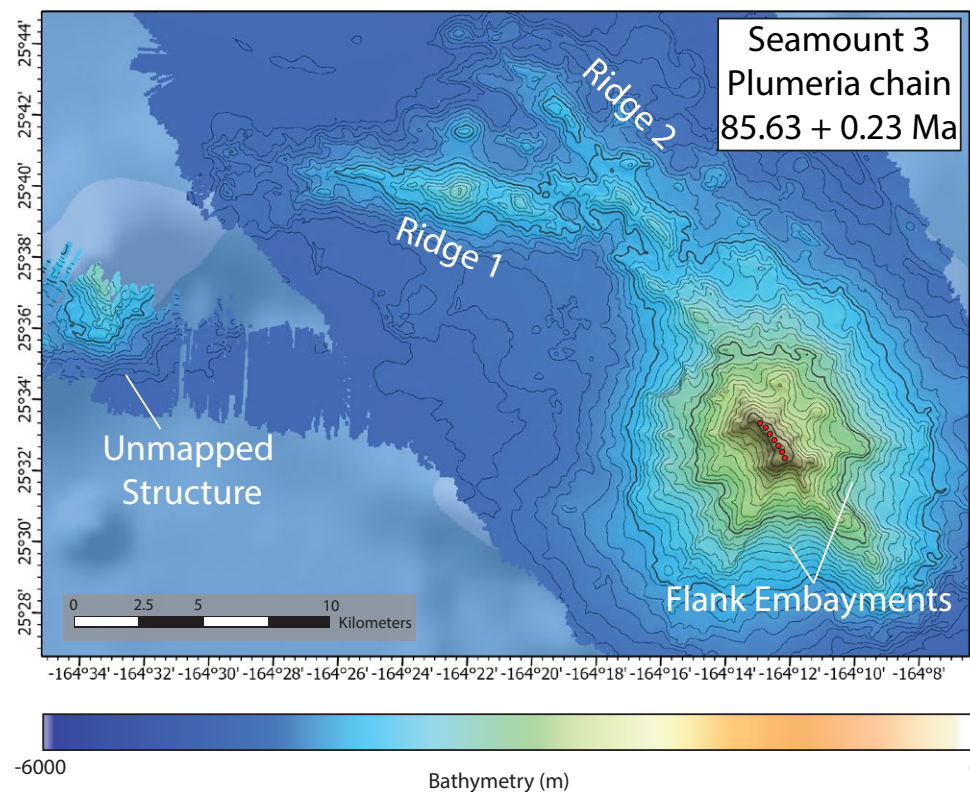 Seamount 3
Plumeria chain
85.63 + 0.23 Ma
Ridge 2
Ridge 1
Unmapped
Structure
Flank Embayments
25°44'
25°42'
25°40'
25°38'
25°36'
25°34'
25°32'
25°30'
25°28'
0 2.5 5 10
Kilometers
-164°34' -164°32' -164°30' -164°28' -164°26' -164°24' -164°22' -164°20' -164°18' -164°16' -164°14' -164°12' -164°10' -164°8'
-6000
Bathymetry (m)